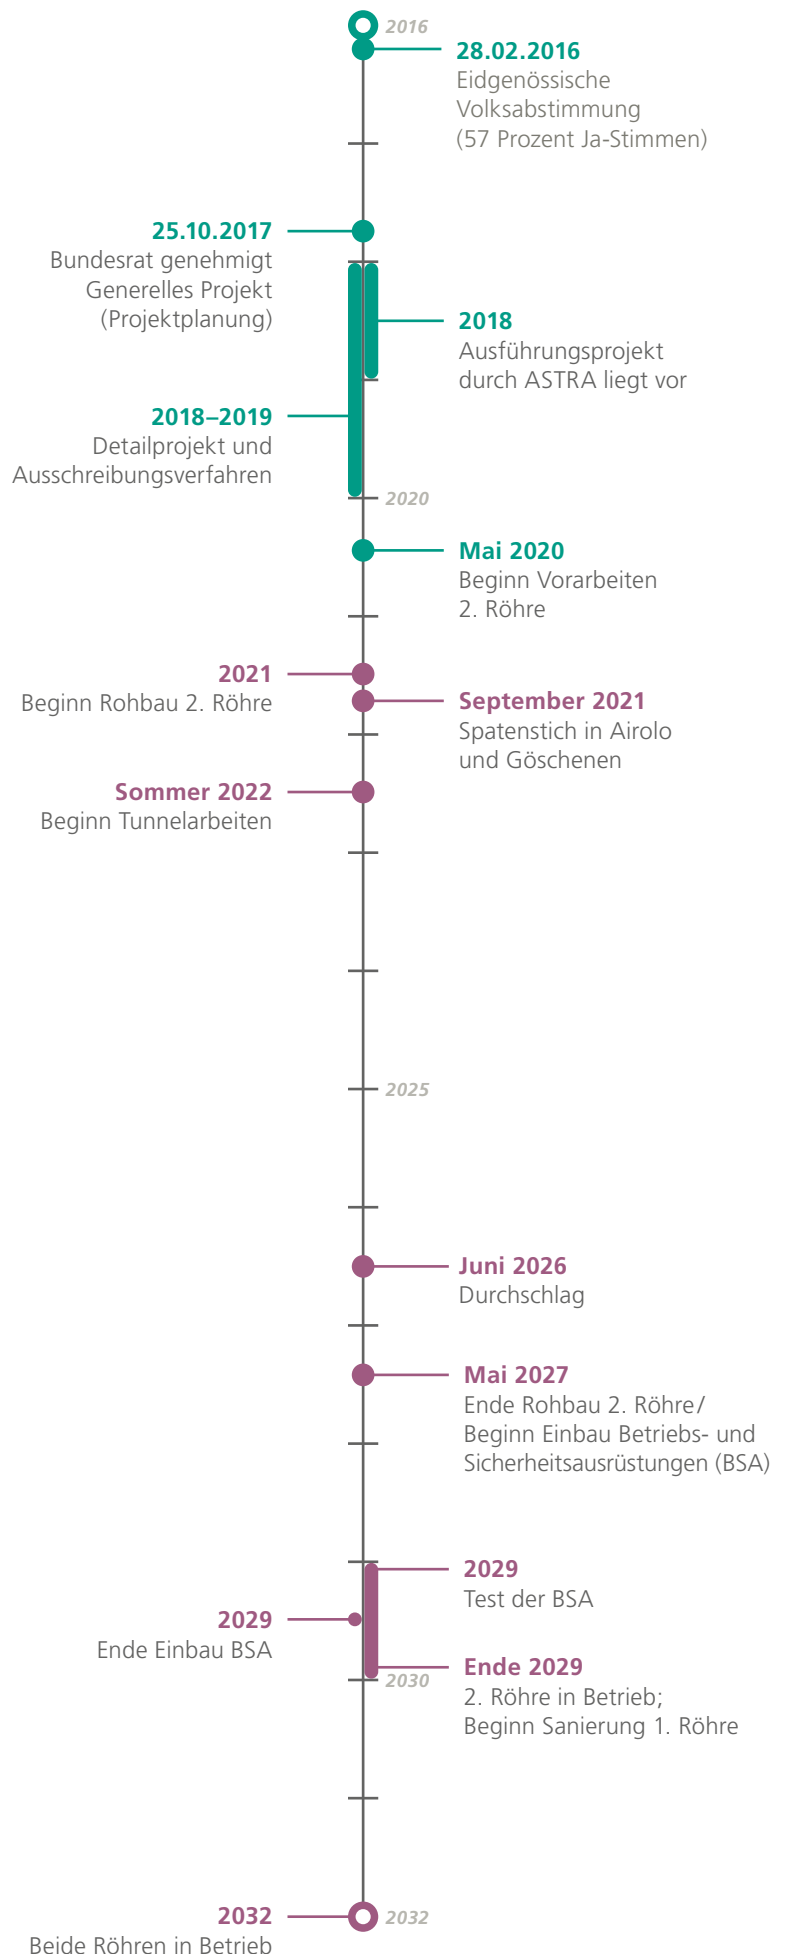 2016
28.02.2016
Eidgenössische
Volksabstimmung
(57 Prozent Ja-Stimmen)
25.10.2017
Bundesrat genehmigt
Generelles Projekt
(Projektplanung)
2018
Ausführungsprojekt
durch ASTRA liegt vor
2018–2019
Detailprojekt und
Ausschreibungsverfahren
2020
Mai 2020
Beginn Vorarbeiten
2. Röhre
2021
Beginn Rohbau 2. Röhre
September 2021
Spatenstich in Airolo
und Göschenen
Sommer 2022
Beginn Tunnelarbeiten
2025
Juni 2026
Durchschlag
Mai 2027
Ende Rohbau 2. Röhre/
Beginn Einbau Betriebs- und
Sicherheitsausrüstungen (BSA)
2029
Test der BSA
2029
Ende Einbau BSA
Ende 2029
2. Röhre in Betrieb;
Beginn Sanierung 1. Röhre
2030
2032
Beide Röhren in Betrieb
2032